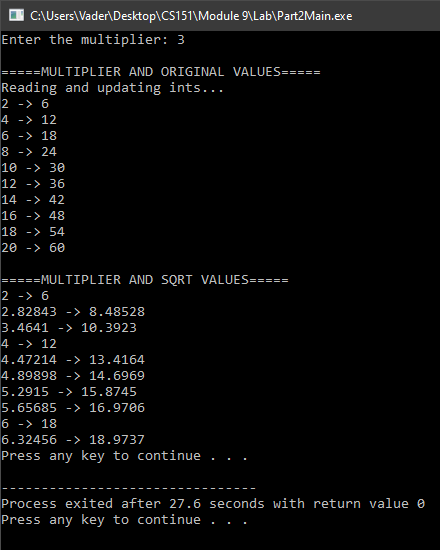 C:\Users\Vader\Desktop\CS151\Module 9\Lab\Part2Main.exe
Enter the multiplier: 3
=====MULTIPLIER AND ORIGINAL VALUES=====
Reading and updating ints...
2 -> 6
4 -> 12
6 -> 18
8 -> 24
10 -> 30
12 -> 36
14 -> 42
16 -> 48
18 -> 54
20 -> 60
=====MULTIPLIER AND SQRT VALUES=====
2 -> 6
2.82843 -> 8.48528
3.4641 -> 10.3923
4 -> 12
4.47214 -> 13.4164
4.89898 -> 14.6969
5.2915 -> 15.8745
5.65685 -> 16.9706
6 -> 18
6.32456 -> 18.9737
Press any key to continue . . .
--------------------------------
Process exited after 27.6 seconds with return value 0
Press any key to continue . . .